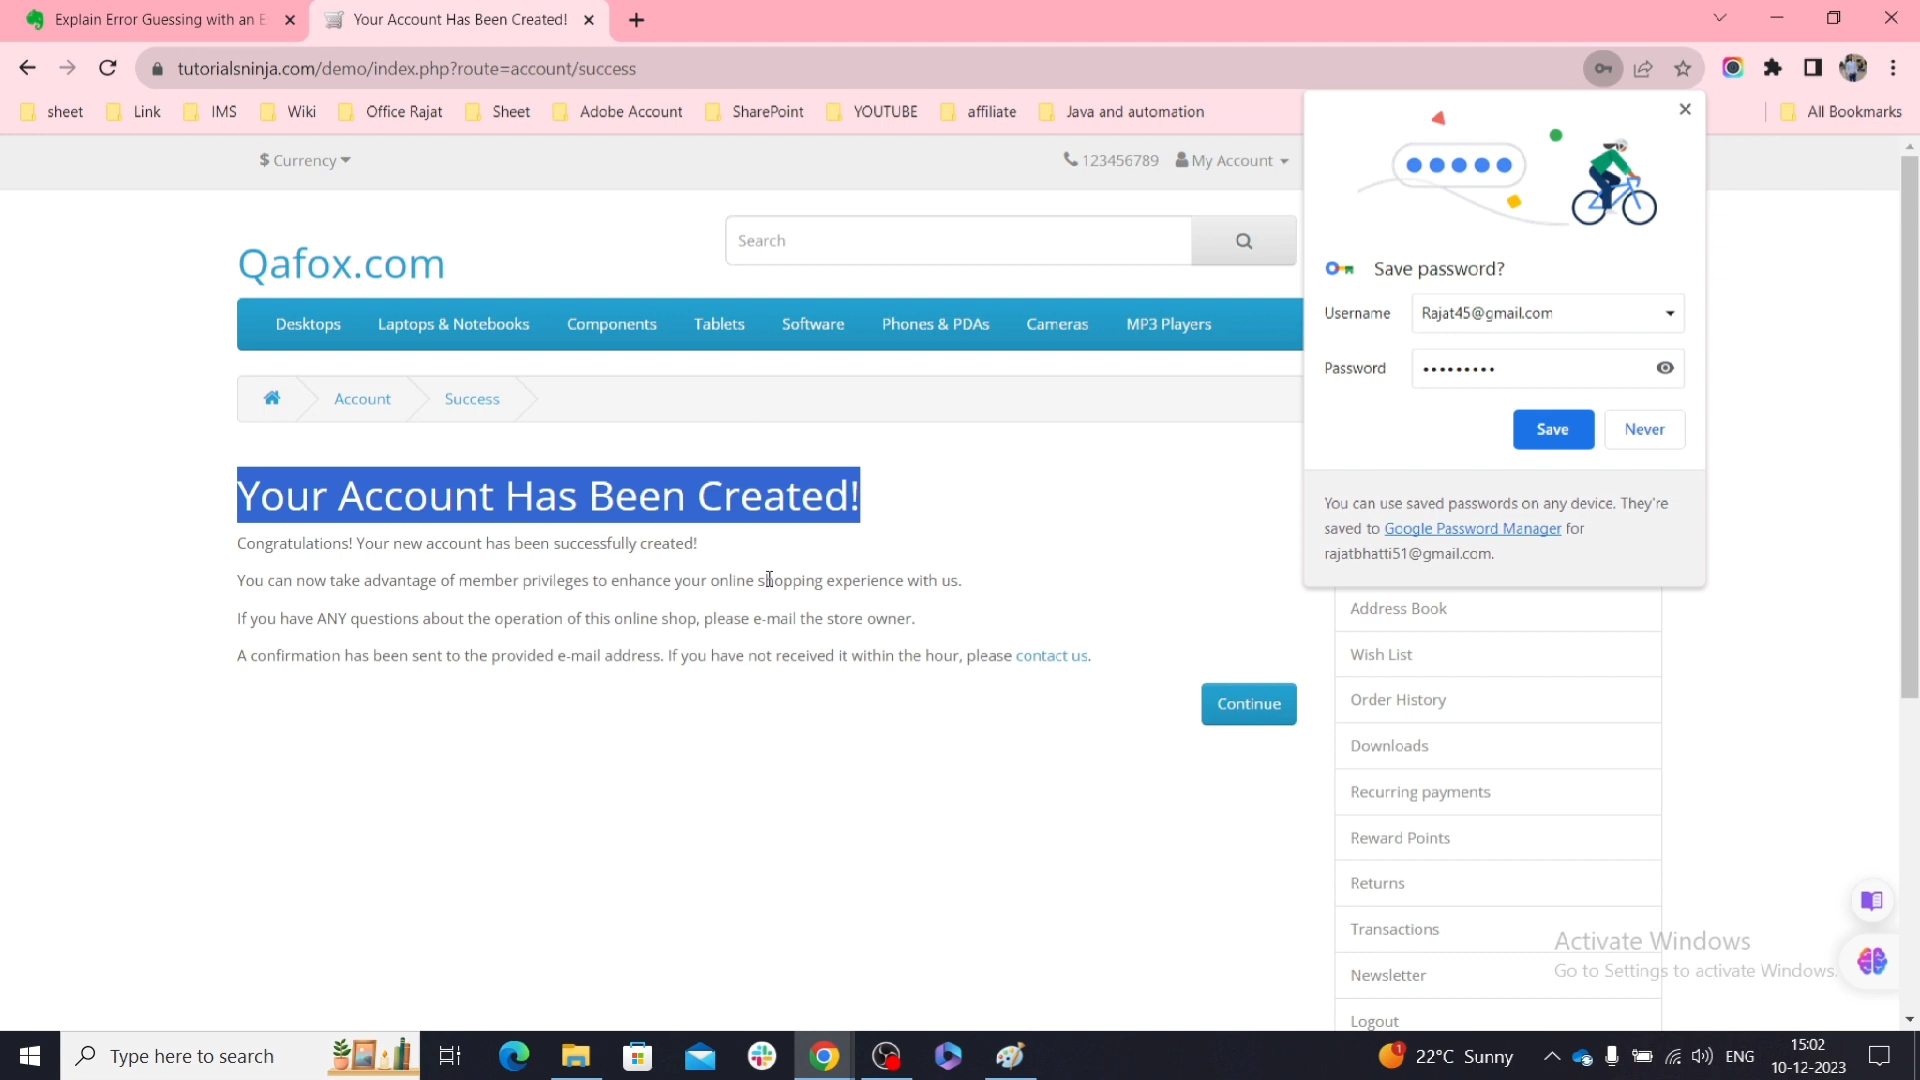 Explain Error Guessing with an E
Your Account Has Been Created!
tutorialsninja.com/demo/index.php?route=account/success
sheet
Link
IMS
Wiki
Office Rajat
Sheet
Adobe Account
SharePoint
YOUTUBE
affiliate
Java and automation
All Bookmarks
$ Currency
123456789
My Account
Qafox.com
Search
Desktops
Laptops & Notebooks
Components
Tablets
Software
Phones & PDAs
Cameras
MP3 Players
Account
Success
Your Account Has Been Created!
Congratulations! Your new account has been successfully created!
You can now take advantage of member privileges to enhance your online shopping experience with us.
If you have ANY questions about the operation of this online shop, please e-mail the store owner.
A confirmation has been sent to the provided e-mail address. If you have not received it within the hour, please contact us.
Continue
Save password?
Username
Rajat45@gmail.com
Password
•••••••••
Save
Never
You can use saved passwords on any device. They're
saved to Google Password Manager for
rajatbhatti51@gmail.com.
Address Book
Wish List
Order History
Downloads
Recurring payments
Reward Points
Returns
Transactions
Newsletter
Logout
Activate Windows
Go to Settings to activate Windows.
Type here to search
1
22°C Sunny
ENG
15:02
10-12-2023